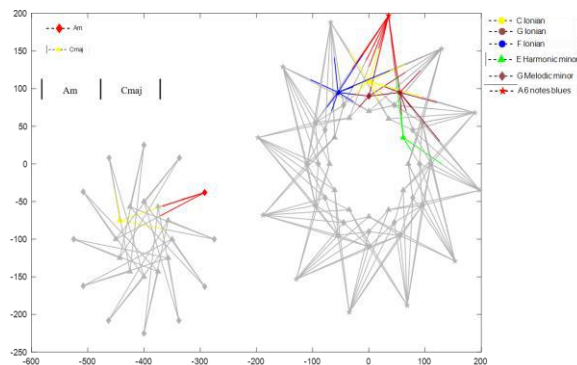 Am
Cmaj
Am Cmaj
C Ionian
G Ionian
F Ionian
E Harmonic minor
G Melodic minor
A 6 notes blues
200
150
100
50
0
-50
-100
-150
-200
-250
-600 -500 -400 -300 -200 -100 0 100 200